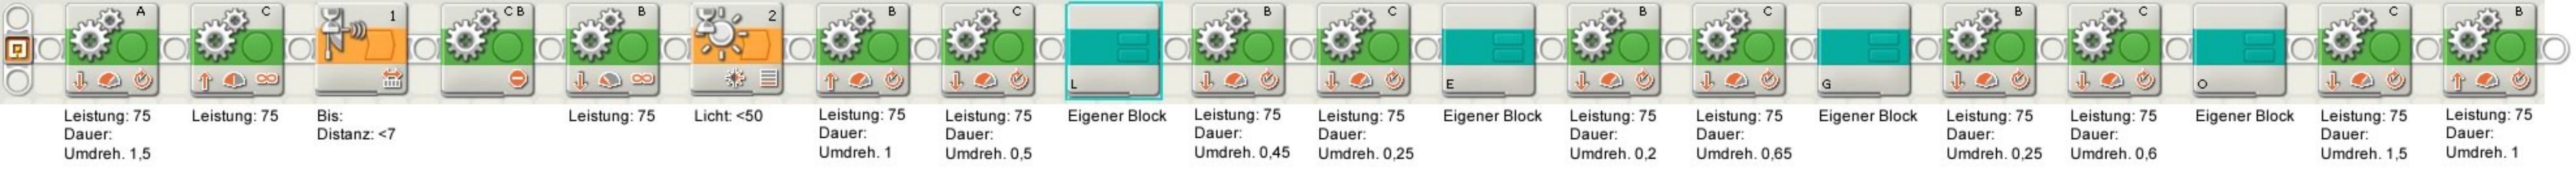 A
C
1
C B
B
2
B
C
L
B
C
E
B
C
G
B
C
O
C
B
Leistung: 75
Dauer:
Umdreh. 1,5
Leistung: 75
Bis:
Distanz: <7
Leistung: 75
Licht: <50
Leistung: 75
Dauer:
Umdreh. 1
Leistung: 75
Dauer:
Umdreh. 0,5
Eigener Block
Leistung: 75
Dauer:
Umdreh. 0,45
Leistung: 75
Dauer:
Umdreh. 0,25
Eigener Block
Leistung: 75
Dauer:
Umdreh. 0,2
Leistung: 75
Dauer:
Umdreh. 0,65
Eigener Block
Leistung: 75
Dauer:
Umdreh. 0,25
Leistung: 75
Dauer:
Umdreh. 0,6
Eigener Block
Leistung: 75
Dauer:
Umdreh. 1,5
Leistung: 75
Dauer:
Umdreh. 1